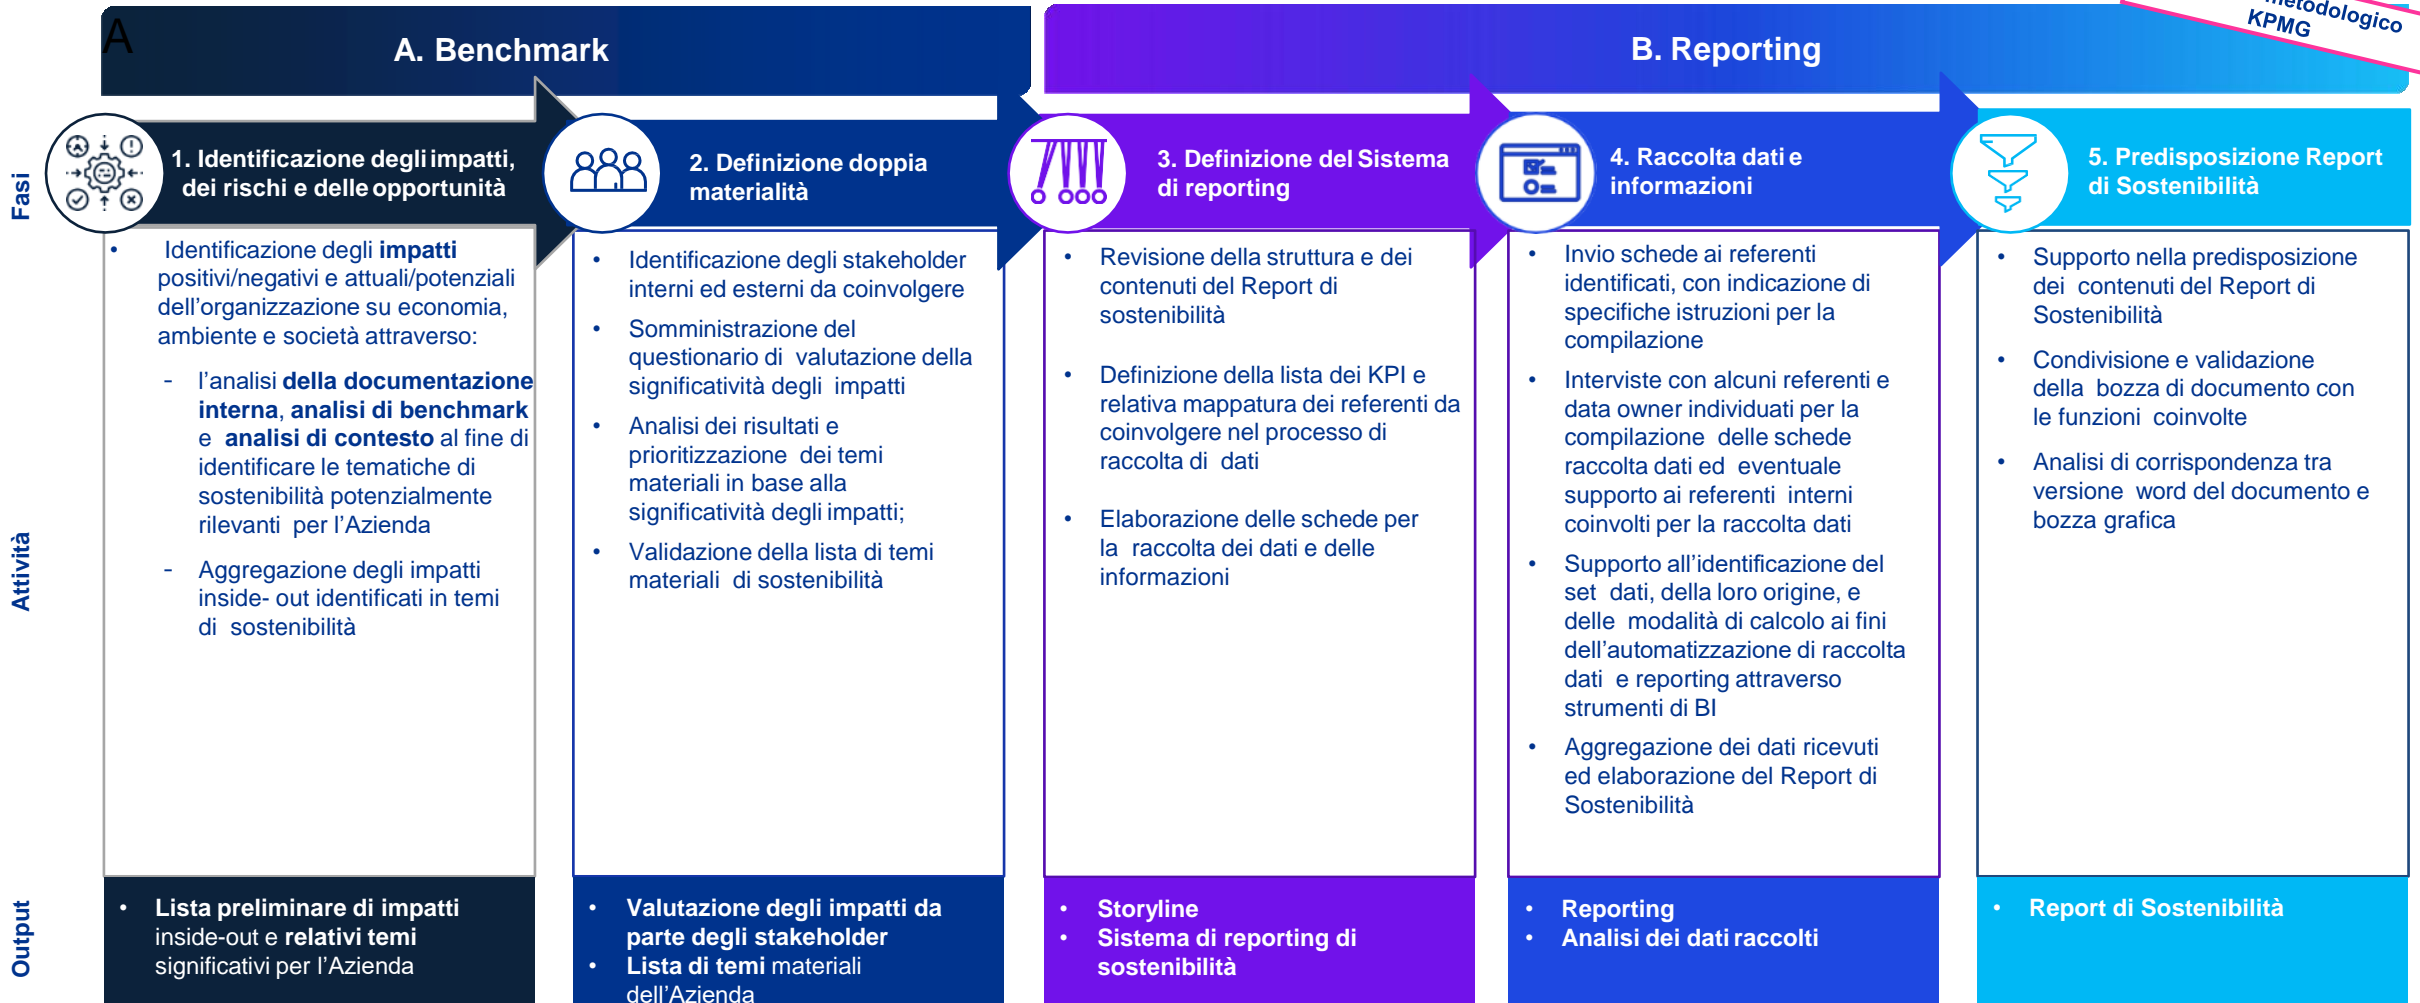 A
A. Benchmark
B. Reporting
metodologico
KPMG
Fasi
1. Identificazione degli impatti,
dei rischi e delle opportunità
2. Definizione doppia
materialità
3. Definizione del Sistema
di reporting
4. Raccolta dati e
informazioni
5. Predisposizione Report
di Sostenibilità
Attività
• Identificazione degli impatti
positivi/negativi e attuali/potenziali
dell'organizzazione su economia,
ambiente e società attraverso:
- l'analisi della documentazione
interna, analisi di benchmark
e analisi di contesto al fine di
identificare le tematiche di
sostenibilità potenzialmente
rilevanti per l'Azienda
- Aggregazione degli impatti
inside- out identificati in temi
di sostenibilità
• Identificazione degli stakeholder
interni ed esterni da coinvolgere
• Somministrazione del
questionario di valutazione della
significatività degli impatti
• Analisi dei risultati e
prioritizzazione dei temi
materiali in base alla
significatività degli impatti;
• Validazione della lista di temi
materiali di sostenibilità
• Revisione della struttura e dei
contenuti del Report di
sostenibilità
• Definizione della lista dei KPI e
relativa mappatura dei referenti da
coinvolgere nel processo di
raccolta di dati
• Elaborazione delle schede per
la raccolta dei dati e delle
informazioni
• Invio schede ai referenti
identificati, con indicazione di
specifiche istruzioni per la
compilazione
• Interviste con alcuni referenti e
data owner individuati per la
compilazione delle schede
raccolta dati ed eventuale
supporto ai referenti interni
coinvolti per la raccolta dati
• Supporto all'identificazione del
set dati, della loro origine, e
delle modalità di calcolo ai fini
dell'automatizzazione di raccolta
dati e reporting attraverso
strumenti di BI
• Aggregazione dei dati ricevuti
ed elaborazione del Report di
Sostenibilità
• Supporto nella predisposizione
dei contenuti del Report di
Sostenibilità
• Condivisione e validazione
della bozza di documento con
le funzioni coinvolte
• Analisi di corrispondenza tra
versione word del documento e
bozza grafica
Output
• Lista preliminare di impatti
inside-out e relativi temi
significativi per l'Azienda
• Valutazione degli impatti da
parte degli stakeholder
• Lista di temi materiali
dell'Azienda
• Storyline
• Sistema di reporting di
sostenibilità
• Reporting
• Analisi dei dati raccolti
• Report di Sostenibilità